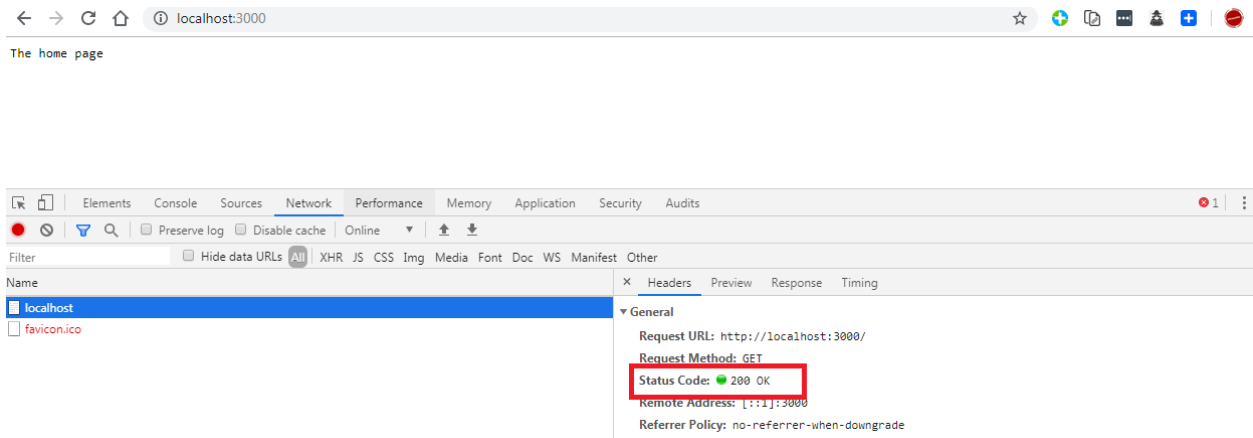 localhost:3000
The home page
Elements Console Sources Network Performance Memory Application Security Audits 1
Preserve log Disable cache Online
Filter Hide data URLs All XHR JS CSS Img Media Font Doc WS Manifest Other
Name
localhost
favicon.ico
× Headers Preview Response Timing
General
Request URL: http://localhost:3000/
Request Method: GET
Status Code: 200 OK
Remote Address: [::1]:3000
Referrer Policy: no-referrer-when-downgrade